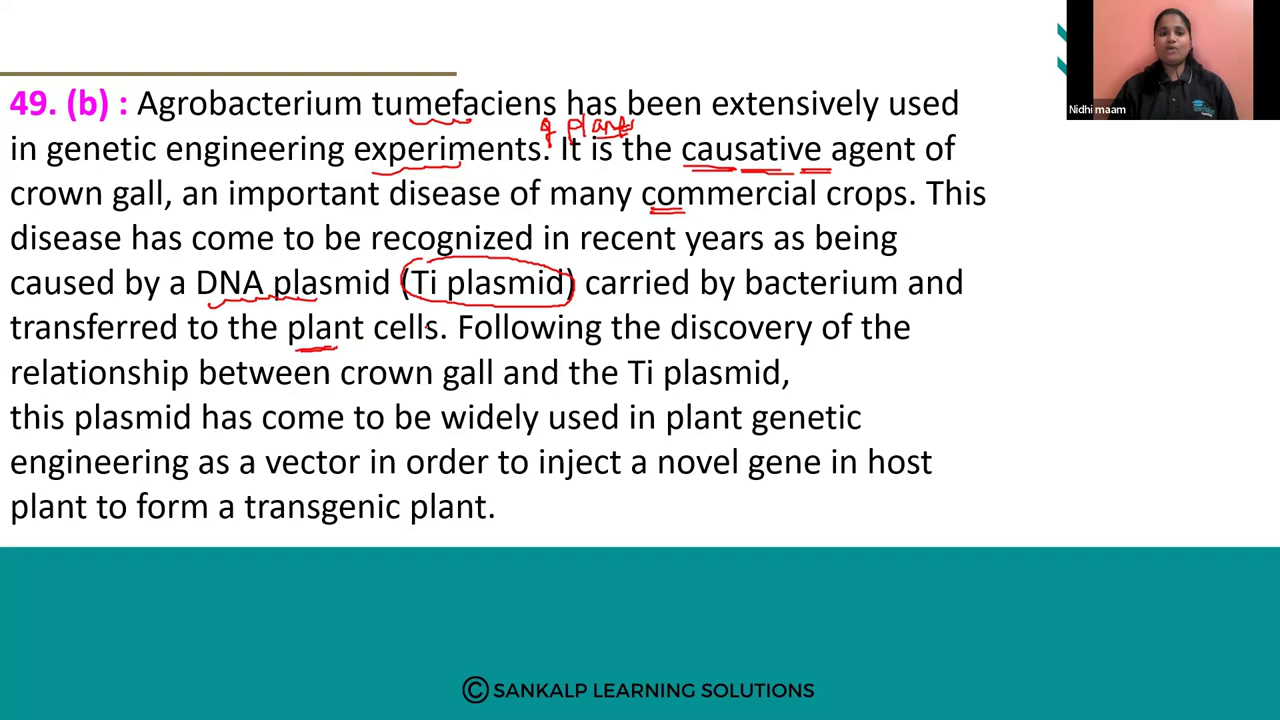 49. (b) : Agrobacterium tumefaciens has been extensively used
of plants
in genetic engineering experiments. It is the causative agent of
crown gall, an important disease of many commercial crops. This
disease has come to be recognized in recent years as being
caused by a DNA plasmid (Ti plasmid) carried by bacterium and
transferred to the plant cells. Following the discovery of the
relationship between crown gall and the Ti plasmid,
this plasmid has come to be widely used in plant genetic
engineering as a vector in order to inject a novel gene in host
plant to form a transgenic plant.
Nidhi maam
© SANKALP LEARNING SOLUTIONS